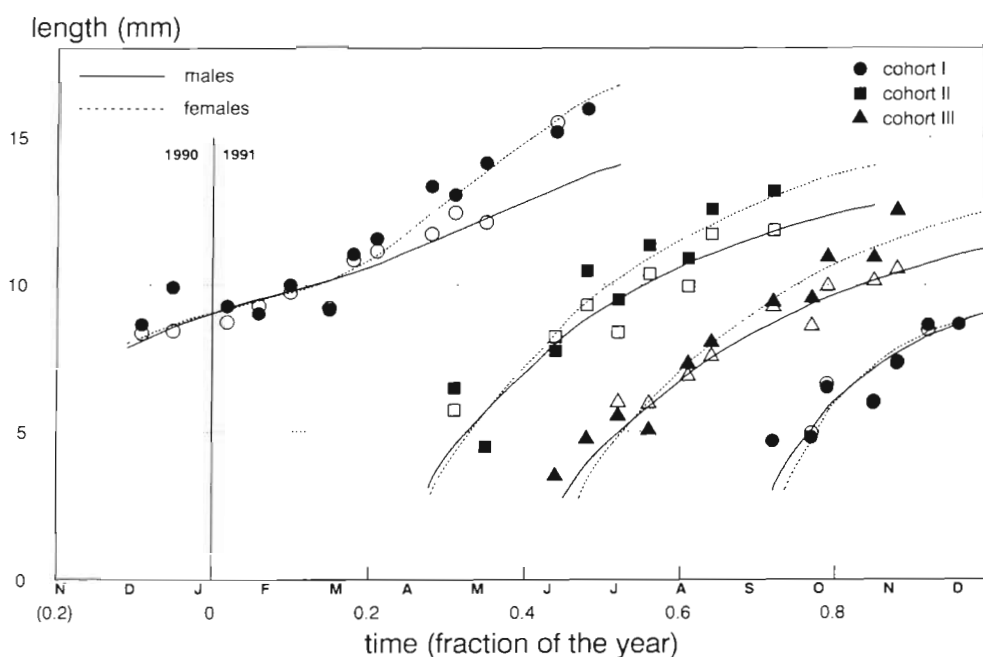 length (mm)
males
females
cohort I
cohort II
cohort III
15
1990 1991
10
5
0
N D J F M A M J J A S O N D
(0.2) 0 0.2 0.4 0.6 0.8
time (fraction of the year)